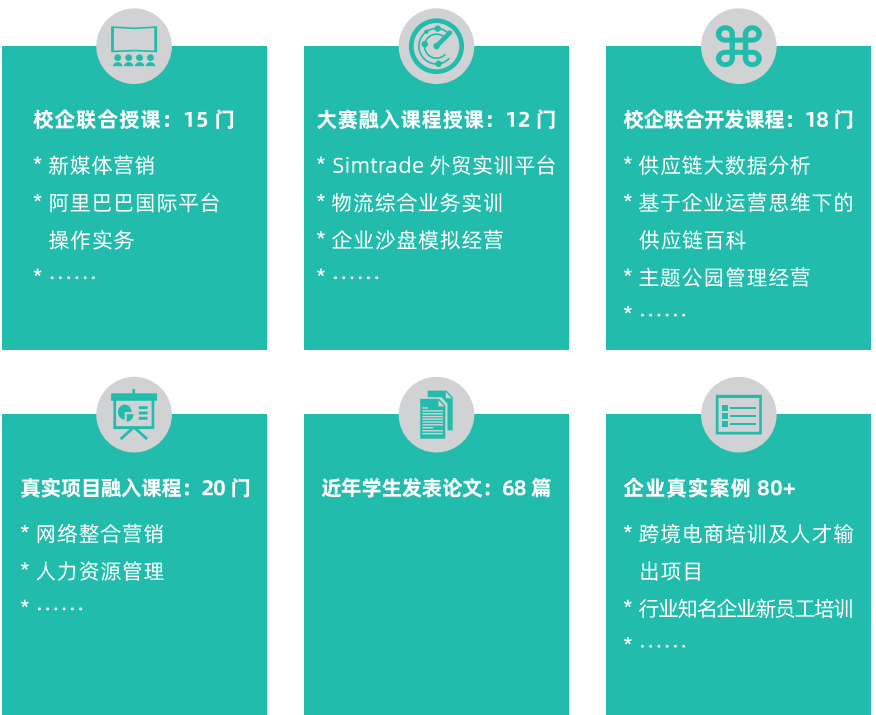 校企联合授课：15 门
* 新媒体营销
* 阿里巴巴国际平台
操作实务
* ······
大赛融入课程授课：12 门
* Simtrade 外贸实训平台
* 物流综合业务实训
* 企业沙盘模拟经营
* ······
校企联合开发课程：18 门
* 供应链大数据分析
* 基于企业运营思维下的
供应链百科
* 主题公园管理经营
* ······
真实项目融入课程：20 门
* 网络整合营销
* 人力资源管理
* ······
近年学生发表论文：68 篇
企业真实案例 80+
* 跨境电商培训及人才输
出项目
* 行业知名企业新员工培训
* ······